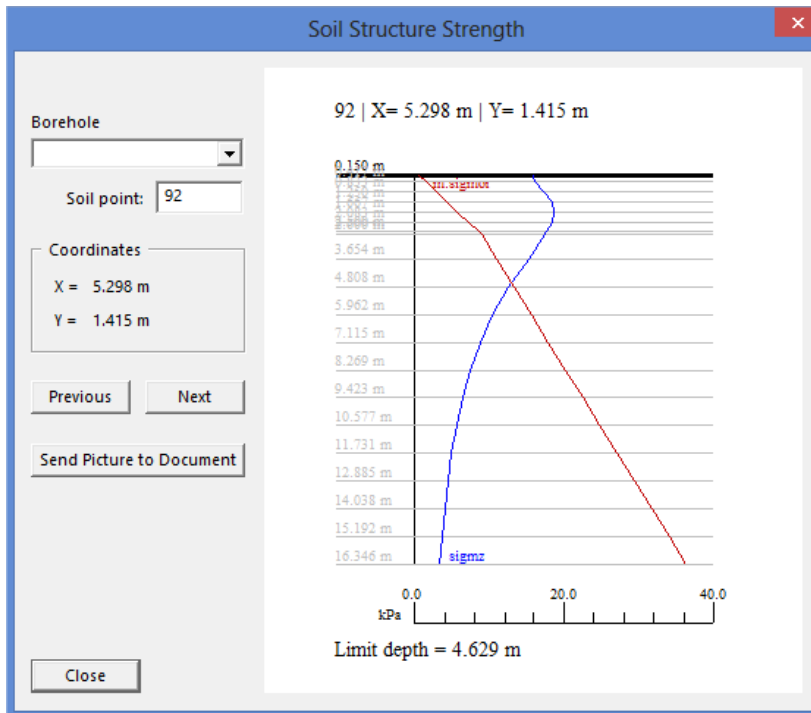 Soil Structure Strength
Borehole
Soil point: 92
Coordinates
X = 5.298 m
Y = 1.415 m
Previous Next
Send Picture to Document
Close
92 | X= 5.298 m | Y= 1.415 m
0.150 m
3.654 m
4.808 m
5.962 m
7.115 m
8.269 m
9.423 m
10.577 m
11.731 m
12.885 m
14.038 m
15.192 m
16.346 m
sigmz
0.0 20.0 40.0
kPa
Limit depth = 4.629 m